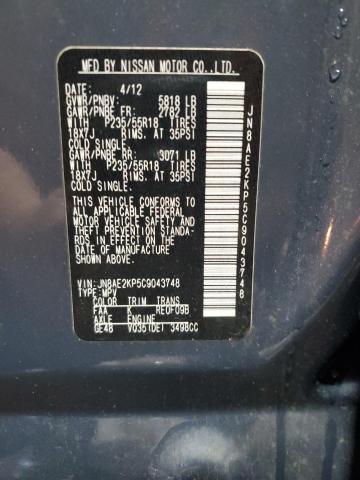 MFD BY NISSAN MOTOR CO.,LTD.
DATE: 4/12
GVWR/PNBV: 5818 LB
GAWR/PNBE FR: 2782 LB
WITH P235/55R18 TIRES,
18X7J RIMS, AT 35PSI
COLD SINGLE.
GAWR/PNBE RR: 3071 LB
WITH P235/55R18 TIRES,
18X7J RIMS, AT 35PSI
COLD SINGLE.
THIS VEHICLE CONFORMS TO
ALL APPLICABLE FEDERAL
MOTOR VEHICLE SAFETY AND
THEFT PREVENTION STANDA-
RDS IN EFFECT ON THE DATE
OF MANUFACTURE SHOWN
ABOVE.
VIN:JN8AE2KP5C9043748
TYPE:MPV
COLOR TRIM TRANS
FAA K RE0F09B
AXLE ENGINE
GE48 VQ35(DE) 3498CC
JN8AE2KP5C9043748